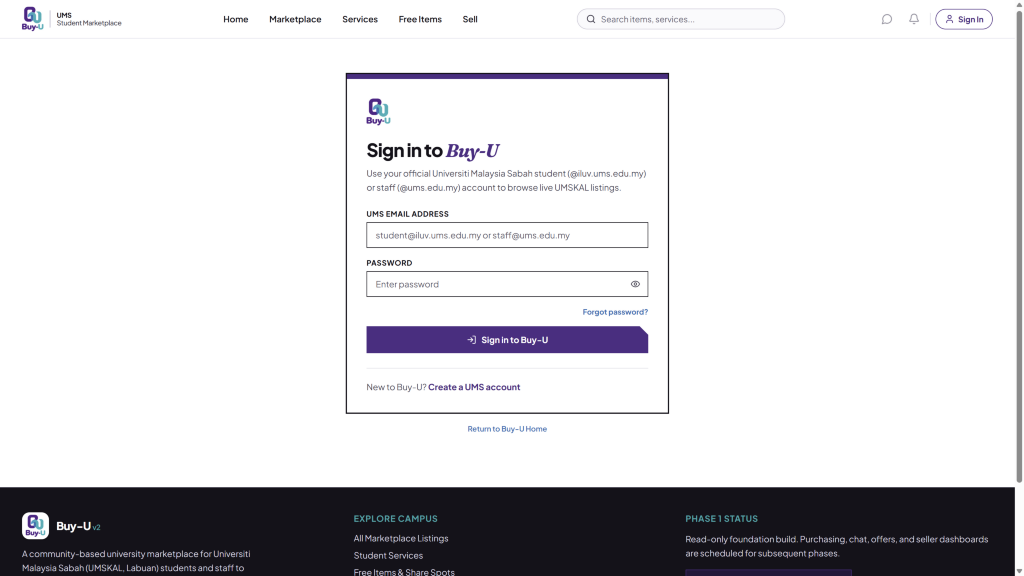 Buy-U
UMS
Student Marketplace
Home
Marketplace
Services
Free Items
Sell
Search items, services...
Sign In
Buy-U
Sign in to Buy-U
Use your official Universiti Malaysia Sabah student (@iluv.ums.edu.my)
or staff (@ums.edu.my) account to browse live UMSKAL listings.
UMS EMAIL ADDRESS
student@iluv.ums.edu.my or staff@ums.edu.my
PASSWORD
Enter password
Forgot password?
Sign in to Buy-U
New to Buy-U? Create a UMS account
Return to Buy-U Home
Buy-U
Buy-U v2
A community-based university marketplace for Universiti
Malaysia Sabah (UMSKAL, Labuan) students and staff to
EXPLORE CAMPUS
All Marketplace Listings
Student Services
Free Items & Share Spots
PHASE 1 STATUS
Read-only foundation build. Purchasing, chat, offers, and seller dashboards
are scheduled for subsequent phases.